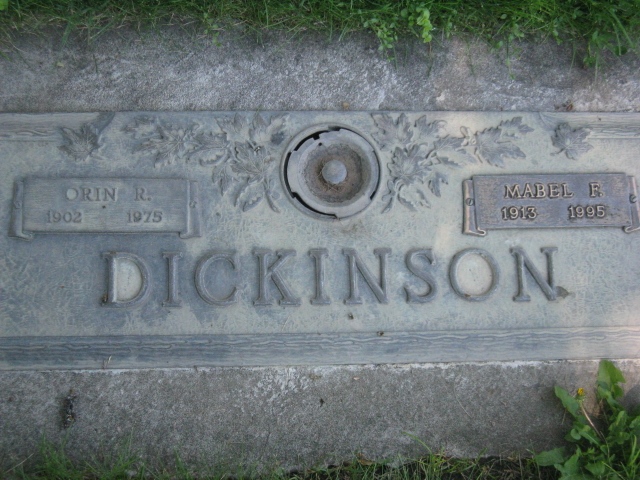 ORIN R.
1902 1975
MABEL F.
1913 1995
DICKINSON